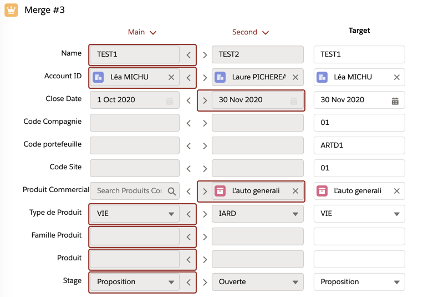 Merge #3
Main Second Target
Name TEST1 TEST2 TEST1
Account ID Léa MICHU Laure PICHEREA Léa MICHU
Close Date 1 Oct 2020 30 Nov 2020 30 Nov 2020
Code Compagnie 01
Code portefeuille ARTD1
Code Site 01
Produit Commercial Search Produits Co L'auto generali L'auto generali
Type de Produit VIE IARD VIE
Famille Produit
Produit
Stage Proposition Ouverte Proposition